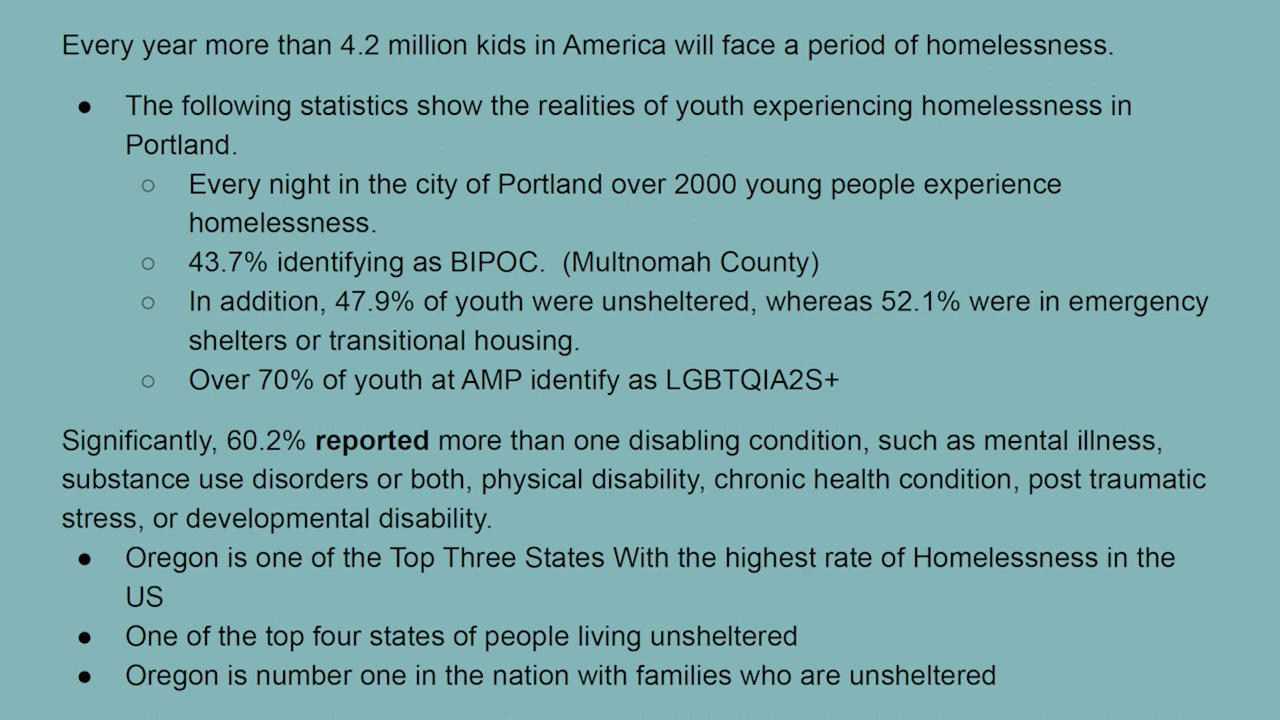 Every year more than 4.2 million kids in America will face a period of homelessness.
● The following statistics show the realities of youth experiencing homelessness in
Portland.
○ Every night in the city of Portland over 2000 young people experience
homelessness.
○ 43.7% identifying as BIPOC.  (Multnomah County)
○ In addition, 47.9% of youth were unsheltered, whereas 52.1% were in emergency
shelters or transitional housing.
○ Over 70% of youth at AMP identify as LGBTQIA2S+
Significantly, 60.2% reported more than one disabling condition, such as mental illness,
substance use disorders or both, physical disability, chronic health condition, post traumatic
stress, or developmental disability.
● Oregon is one of the Top Three States With the highest rate of Homelessness in the
US
● One of the top four states of people living unsheltered
● Oregon is number one in the nation with families who are unsheltered